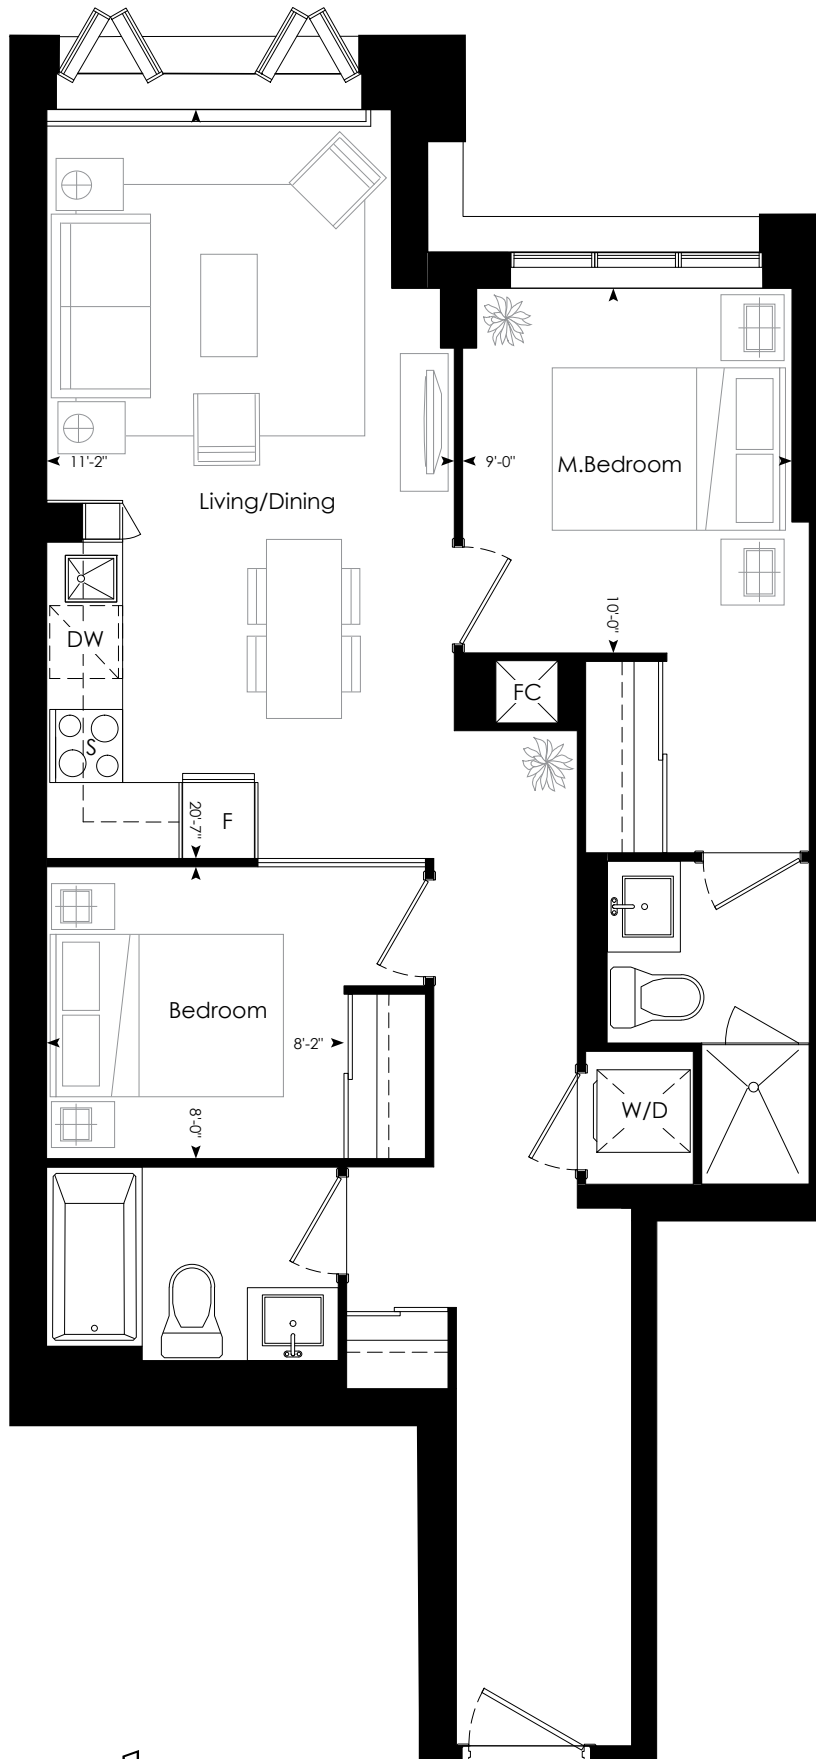 11'-2"
9'-0"
M.Bedroom
Living/Dining
10'-0"
DW
FC
S
20'-7"
F
Bedroom
8'-2"
8'-0"
W/D